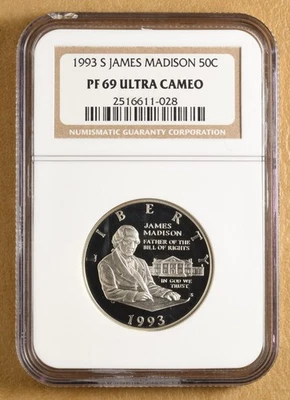 1993 S JAMES MADISON 50C
PF 69 ULTRA CAMEO
2516611-028
NUMISMATIC GUARANTY CORPORATION
LIBERTY
JAMES
MADISON
FATHER OF THE
BILL OF RIGHTS
IN GOD WE
TRUST
1993